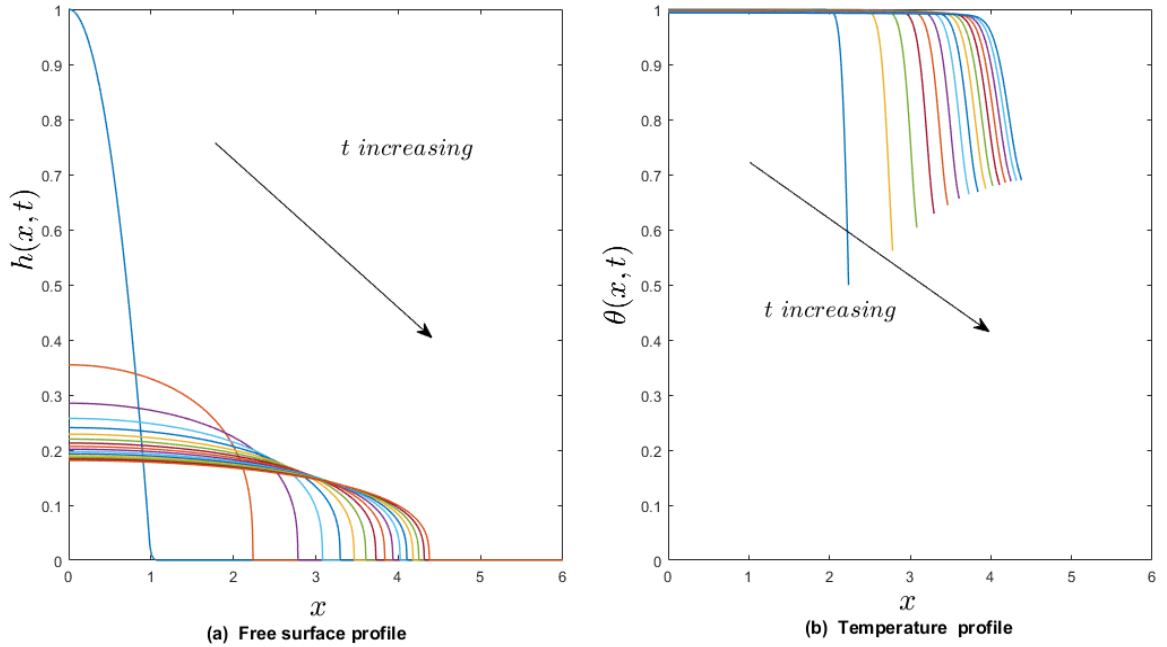 1
0.9
0.8
0.7
0.6
0.5
0.4
0.3
0.2
0.1
0
h(x, t)
t increasing
0 1 2 3 4 5 6
x
(a) Free surface profile
1
0.9
0.8
0.7
0.6
0.5
0.4
0.3
0.2
0.1
0
θ(x, t)
t increasing
0 1 2 3 4 5 6
x
(b) Temperature profile